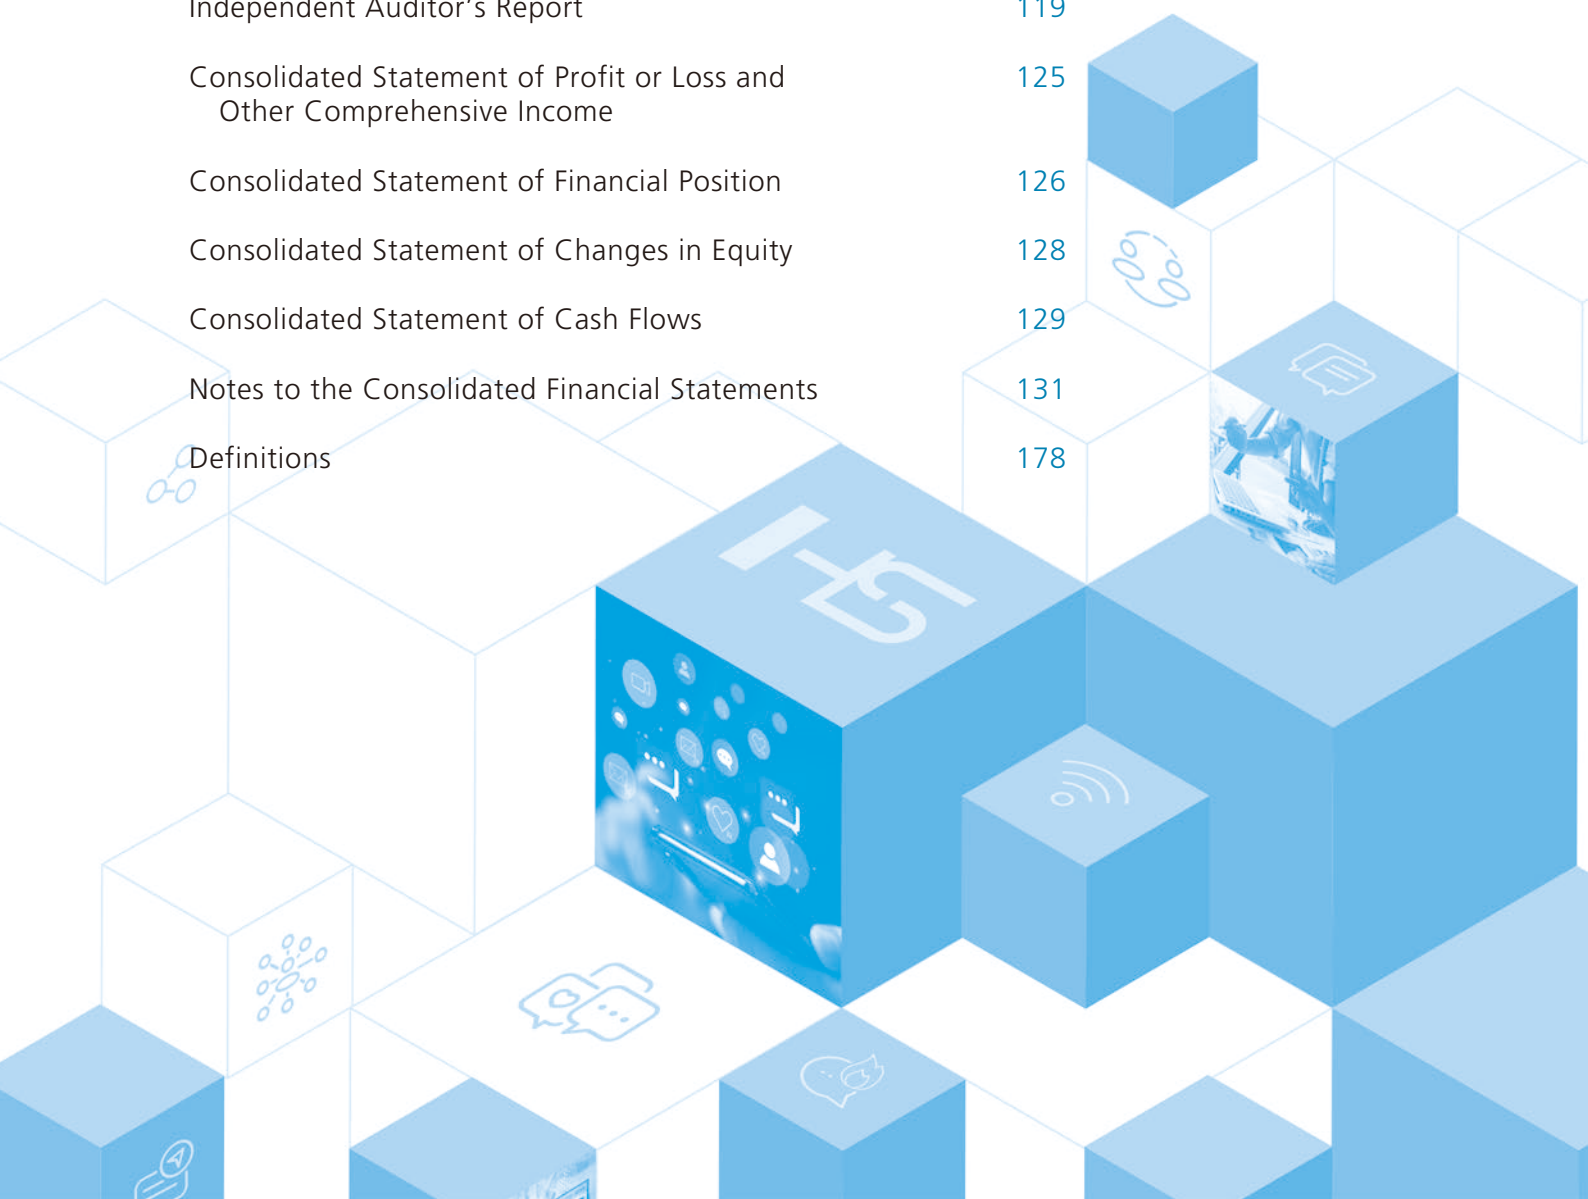 Independent Auditor's Report 119
Consolidated Statement of Profit or Loss and 125
Other Comprehensive Income
Consolidated Statement of Financial Position 126
Consolidated Statement of Changes in Equity 128
Consolidated Statement of Cash Flows 129
Notes to the Consolidated Financial Statements 131
Definitions 178